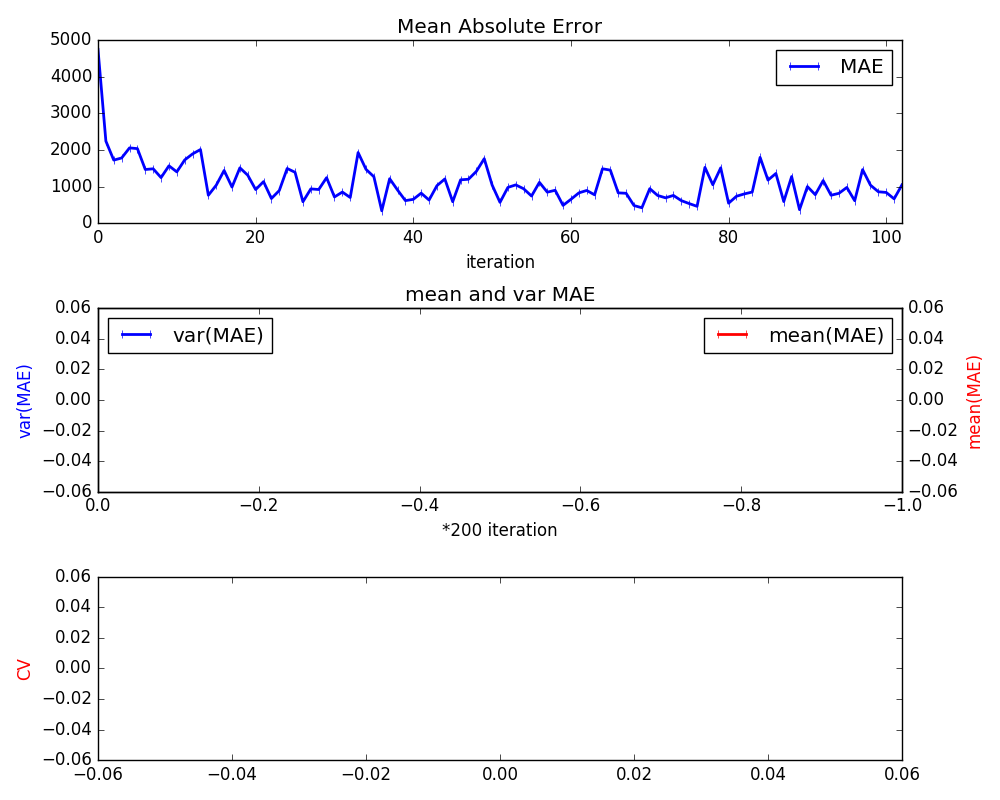 Mean Absolute Error
5000
4000
3000
2000
1000
0
MAE
0 20 40 60 80 100
iteration
mean and var MAE
0.06
0.04
0.02
0.00
−0.02
−0.04
−0.06
var(MAE)
var(MAE)
mean(MAE)
0.06
0.04
0.02
0.00
−0.02
−0.04
−0.06
mean(MAE)
0.0 −0.2 −0.4 −0.6 −0.8 −1.0
*200 iteration
0.06
0.04
0.02
0.00
−0.02
−0.04
−0.06
CV
−0.06 −0.04 −0.02 0.00 0.02 0.04 0.06